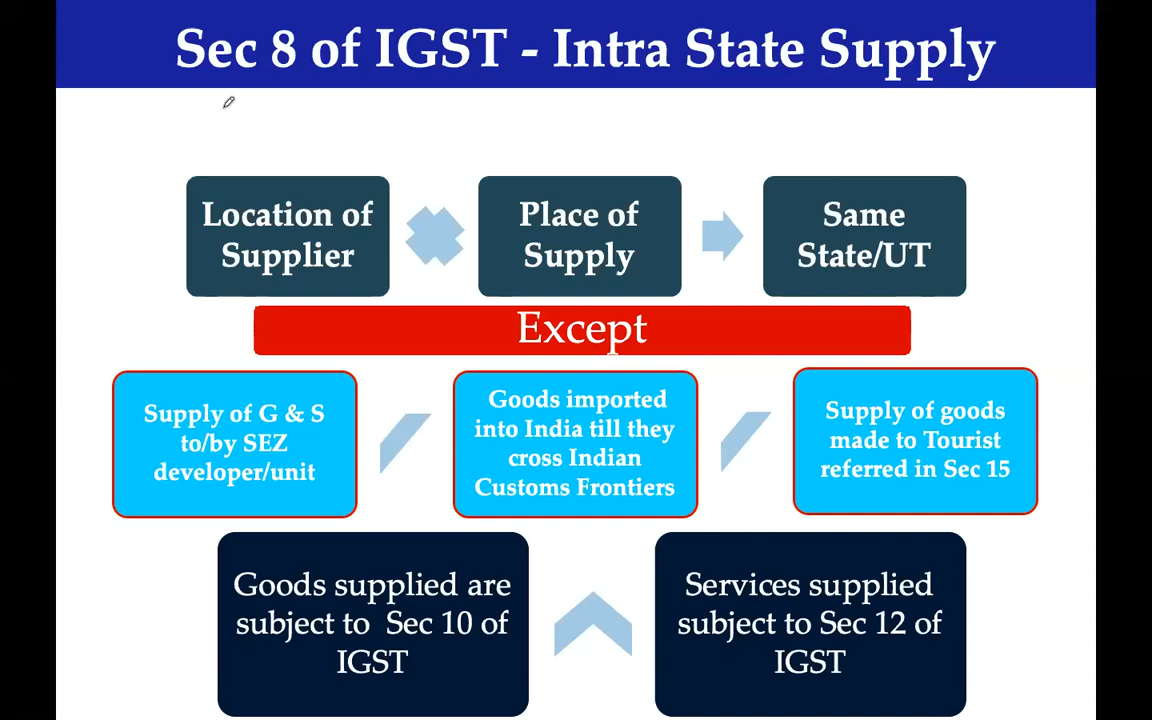 Sec 8 of IGST - Intra State Supply
Location of
Supplier
Place of
Supply
Same
State/UT
Except
Supply of G & S
to/by SEZ
developer/unit
Goods imported
into India till they
cross Indian
Customs Frontiers
Supply of goods
made to Tourist
referred in Sec 15
Goods supplied are
subject to Sec 10 of
IGST
Services supplied
subject to Sec 12 of
IGST